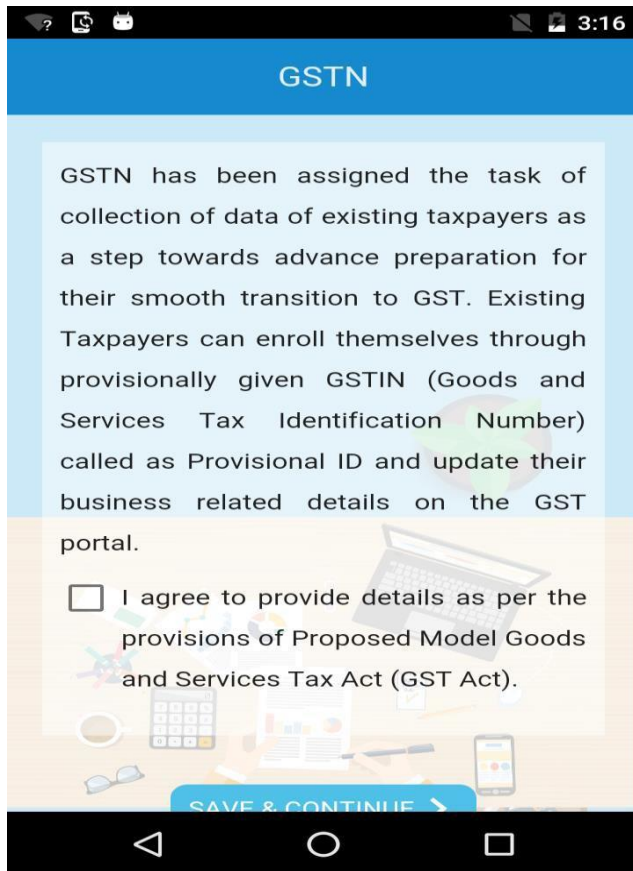 3:16
GSTN
GSTN has been assigned the task of
collection of data of existing taxpayers as
a step towards advance preparation for
their smooth transition to GST. Existing
Taxpayers can enroll themselves through
provisionally given GSTIN (Goods and
Services Tax Identification Number)
called as Provisional ID and update their
business related details on the GST
portal.
I agree to provide details as per the
provisions of Proposed Model Goods
and Services Tax Act (GST Act).
SAVE & CONTINUE